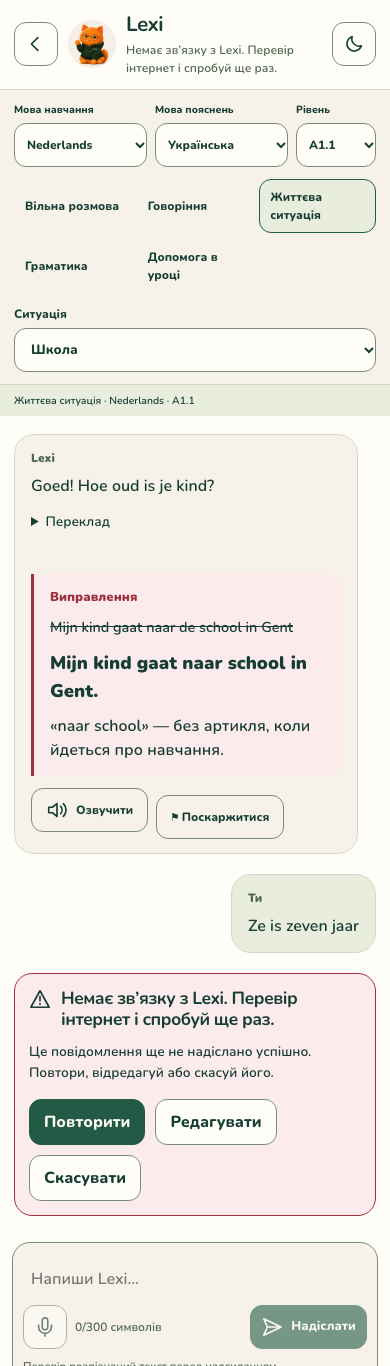 Lexi
Немає зв’язку з Lexi. Перевір
інтернет і спробуй ще раз.
Мова навчання
Мова пояснень
Рівень
Nederlands
Українська
A1.1
Вільна розмова
Говоріння
Життєва
ситуація
Граматика
Допомога в
уроці
Ситуація
Школа
Життєва ситуація · Nederlands · A1.1
Lexi
Goed! Hoe oud is je kind?
Переклад
Виправлення
Mijn kind gaat naar de school in Gent
Mijn kind gaat naar school in
Gent.
«naar school» — без артикля, коли
йдеться про навчання.
Озвучити
Поскаржитися
Ти
Ze is zeven jaar
Немає зв’язку з Lexi. Перевір
інтернет і спробуй ще раз.
Це повідомлення ще не надіслано успішно.
Повтори, відредагуй або скасуй його.
Повторити
Редагувати
Скасувати
Напиши Lexi...
0/300 символів
Надіслати